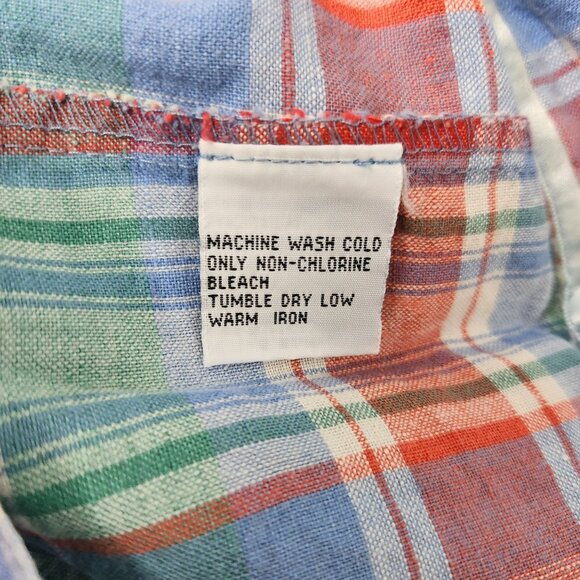 MACHINE WASH COLD
ONLY NON-CHLORINE
BLEACH
TUMBLE DRY LOW
WARM IRON